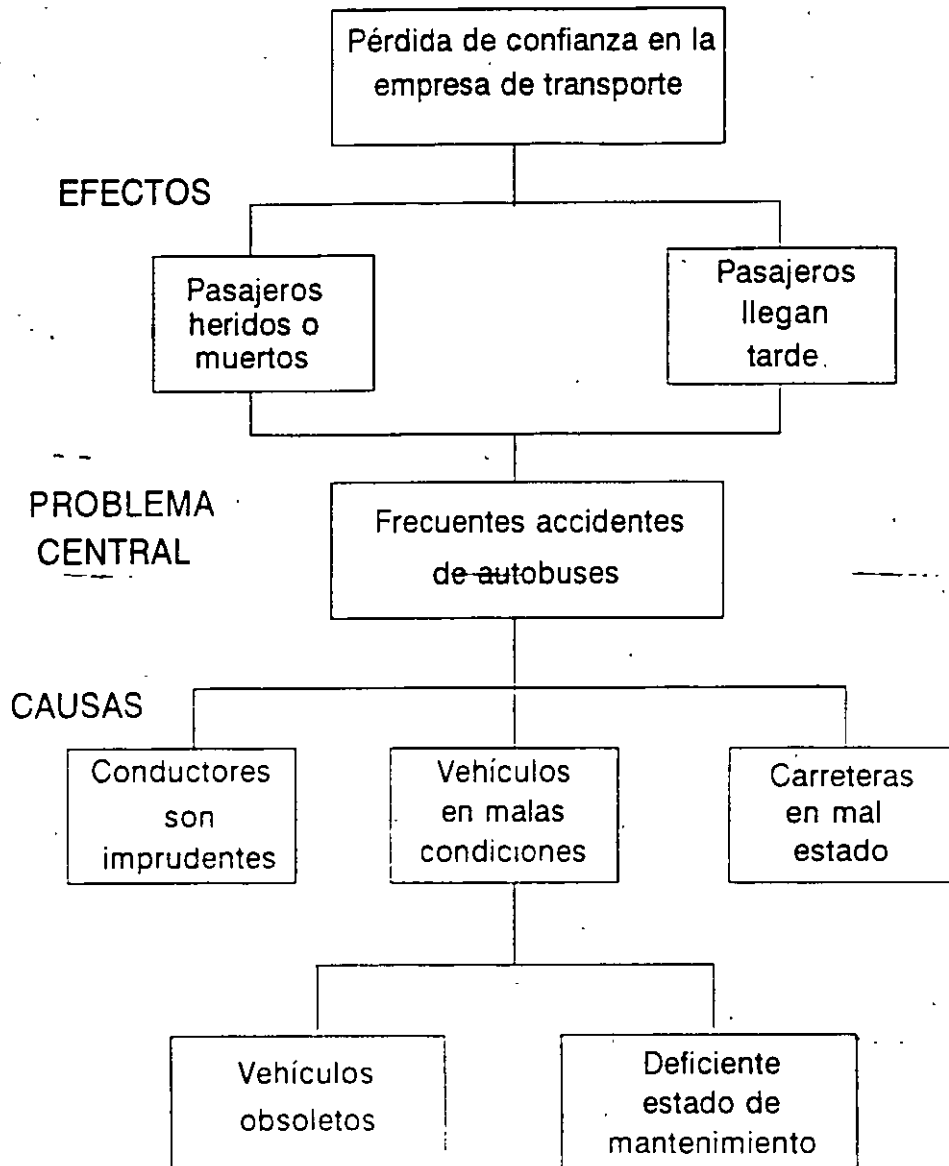 Pérdida de confianza en la
empresa de transporte
EFECTOS
Pasajeros
heridos o
muertos
Pasajeros
llegan
tarde
PROBLEMA
CENTRAL
Frecuentes accidentes
de autobuses
CAUSAS
Conductores
son
imprudentes
Vehículos
en malas
condiciones
Carreteras
en mal
estado
Vehículos
obsoletos
Deficiente
estado de
mantenimiento